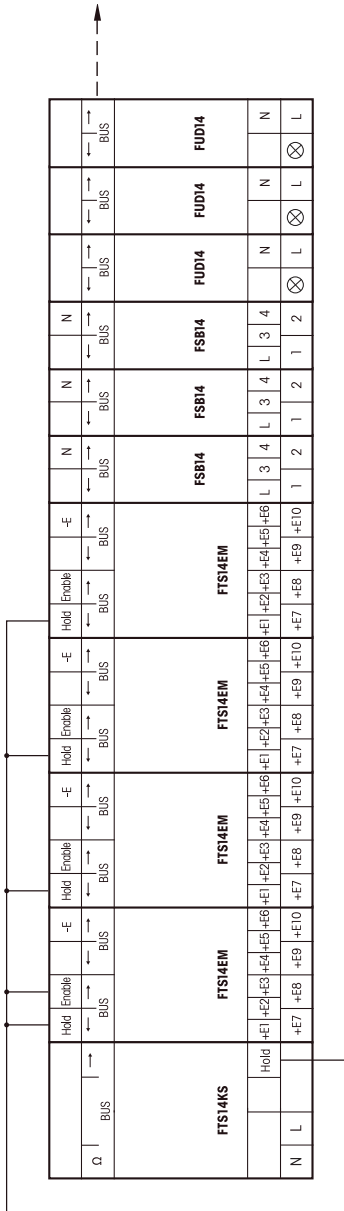 Hold Enable -E Hold Enable -E Hold Enable -E Hold Enable -E N N N
Ω → ← → ← → ← → ← → ← → ← → ← → ← → ← → ← → ← → ← → ← → ← →
BUS BUS BUS BUS BUS BUS BUS BUS BUS BUS BUS BUS BUS BUS BUS
FTS14KS FTS14EM FTS14EM FTS14EM FTS14EM FSB14 FSB14 FSB14 FUD14 FUD14 FUD14
Hold +E1 +E2 +E3 +E4 +E5 +E6 +E1 +E2 +E3 +E4 +E5 +E6 +E1 +E2 +E3 +E4 +E5 +E6 +E1 +E2 +E3 +E4 +E5 +E6 L 3 4 L 3 4 L 3 4 N N N
N L +E7 +E8 +E9 +E10 +E7 +E8 +E9 +E10 +E7 +E8 +E9 +E10 +E7 +E8 +E9 +E10 1 2 1 2 1 2 L L L